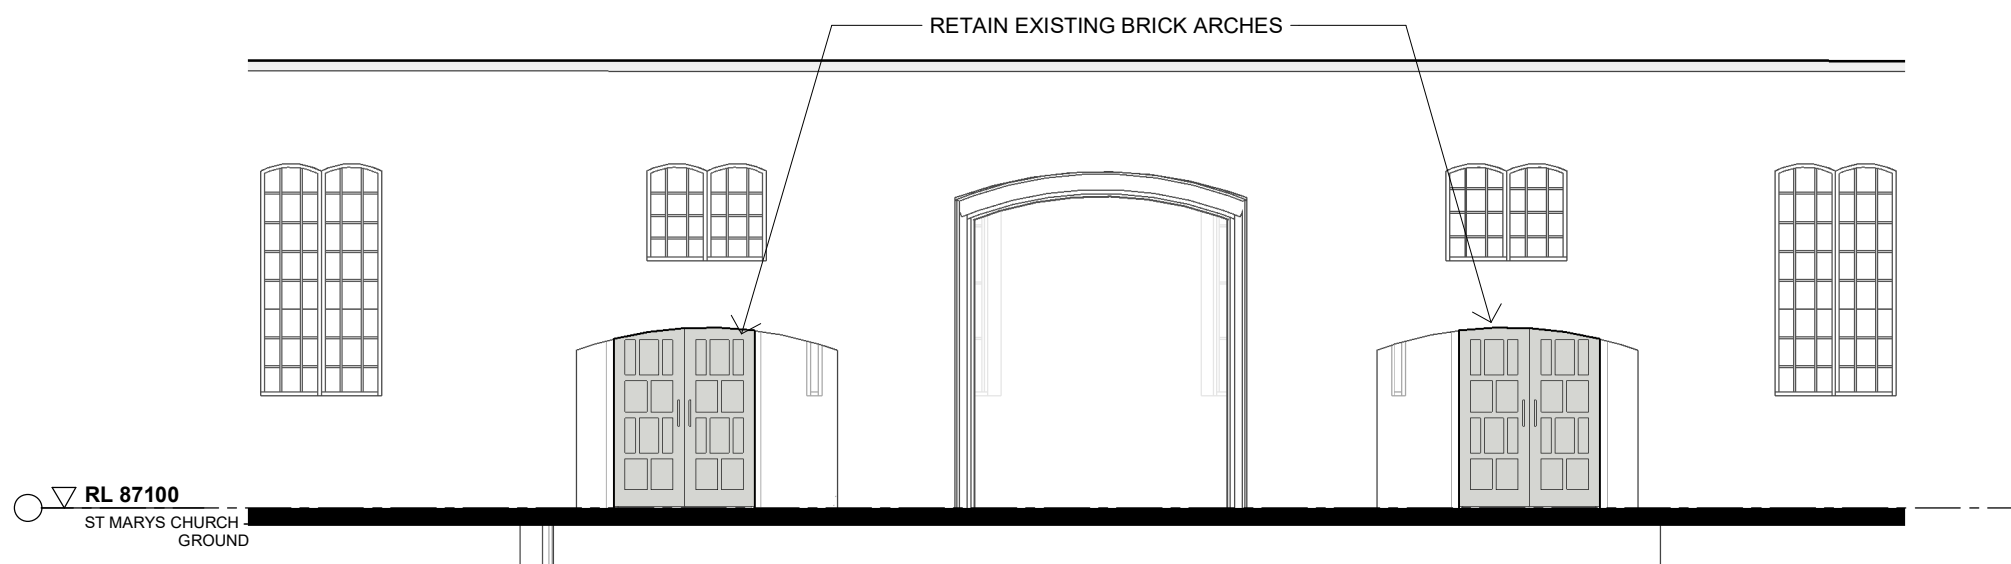 RETAIN EXISTING BRICK ARCHES
RL 87100
ST MARYS CHURCH -
GROUND